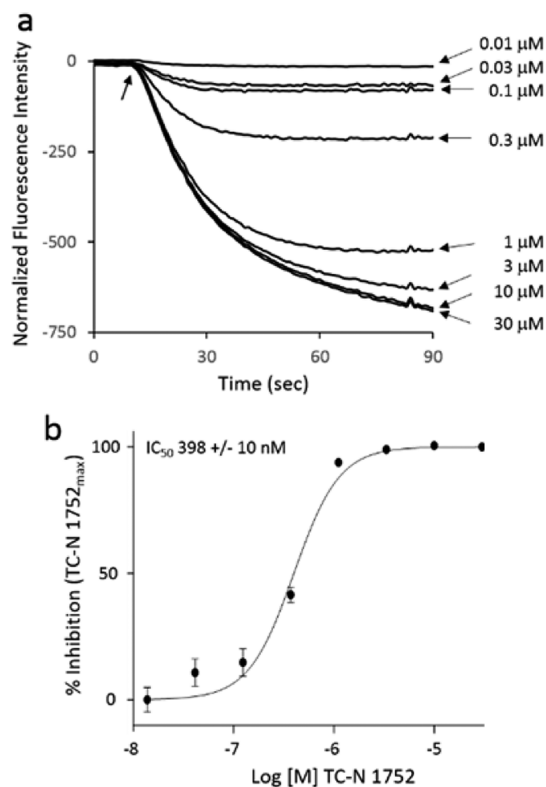 a
Normalized Fluorescence Intensity
0
-250
-500
-750
0
30
60
90
Time (sec)
0.01 µM
0.03 µM
0.1 µM
0.3 µM
1 µM
3 µM
10 µM
30 µM
b
IC₅₀ 398 +/- 10 nM
% Inhibition (TC-N 1752ₘₐₓ)
100
50
0
-8
-7
-6
-5
Log [M] TC-N 1752